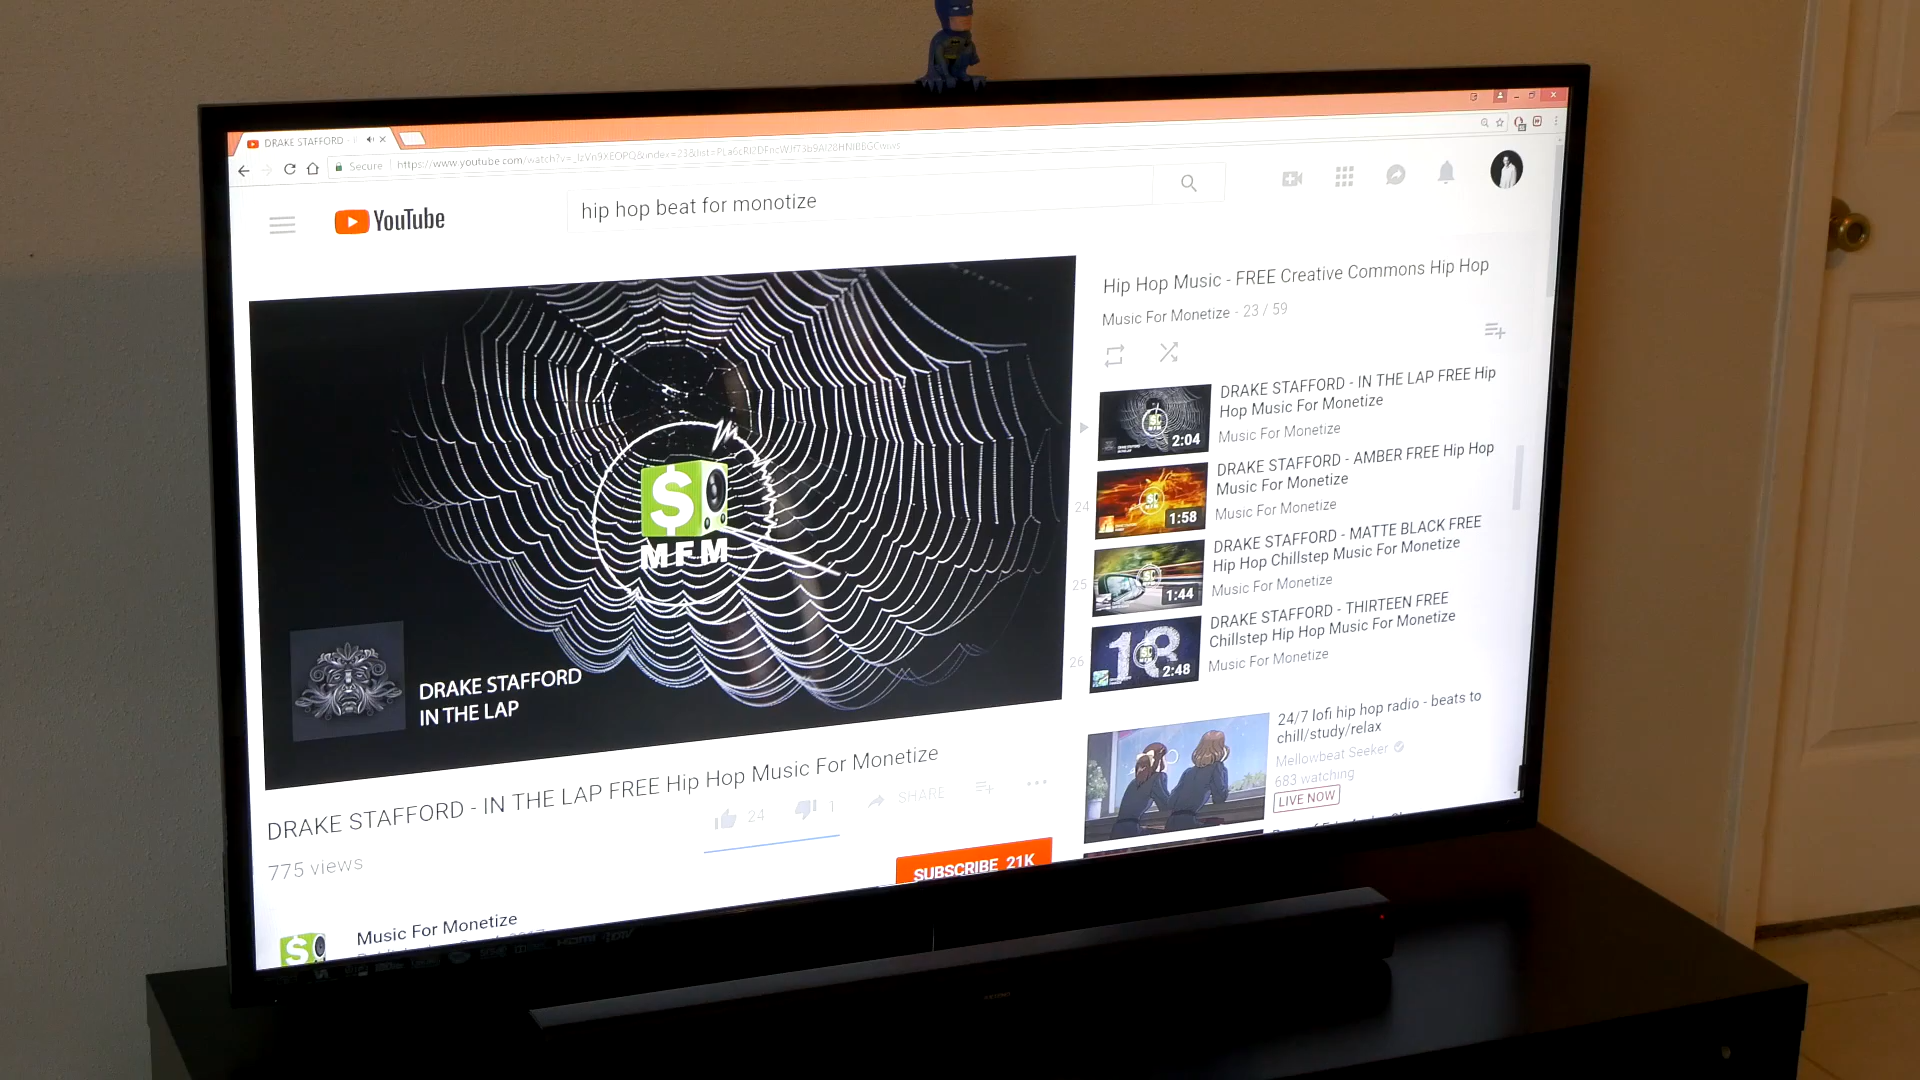 DRAKE STAFFORD - I
Secure
hip hop beat for monotize
YouTube
MFM
DRAKE STAFFORD
IN THE LAP
DRAKE STAFFORD - IN THE LAP FREE Hip Hop Music For Monetize
775 views
24
1
SHARE
SUBSCRIBE 21K
Music For Monetize
Hip Hop Music - FREE Creative Commons Hip Hop
Music For Monetize - 23 / 59
DRAKE STAFFORD - IN THE LAP FREE Hip
Hop Music For Monetize
Music For Monetize
2:04
24
DRAKE STAFFORD - AMBER FREE Hip Hop
Music For Monetize
Music For Monetize
1:58
25
DRAKE STAFFORD - MATTE BLACK FREE
Hip Hop Chillstep Music For Monetize
Music For Monetize
1:44
26
DRAKE STAFFORD - THIRTEEN FREE
Chillstep Hip Hop Music For Monetize
Music For Monetize
13
2:48
24/7 lofi hip hop radio - beats to
chill/study/relax
Mellowbeat Seeker
683 watching
LIVE NOW